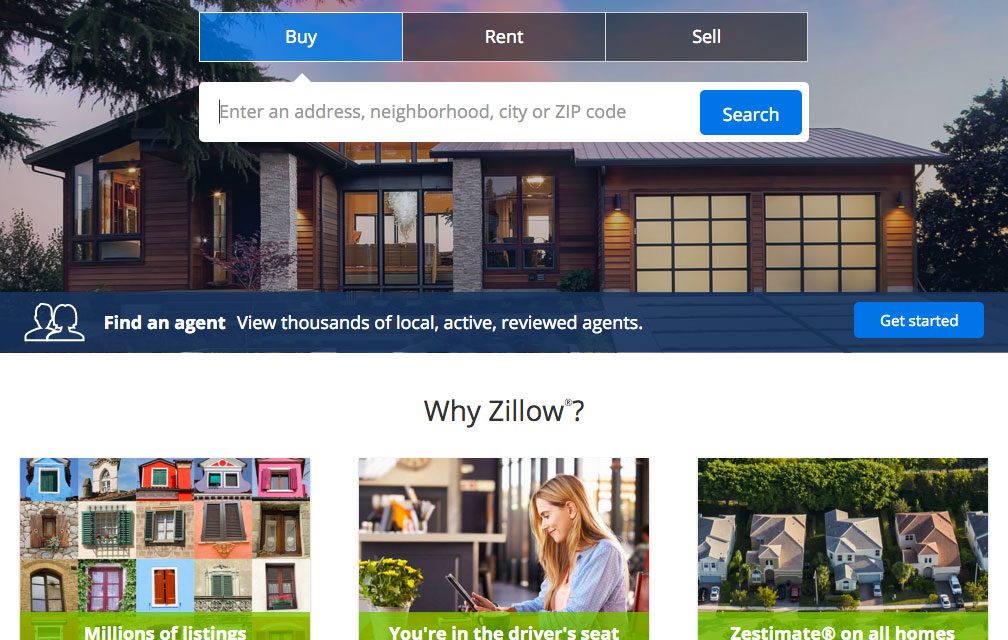 Buy
Rent
Sell
Enter an address, neighborhood, city or ZIP code
Search
Find an agent View thousands of local, active, reviewed agents.
Get started
Why Zillow®?
Millions of listings
You're in the driver's seat
Zestimate® on all homes